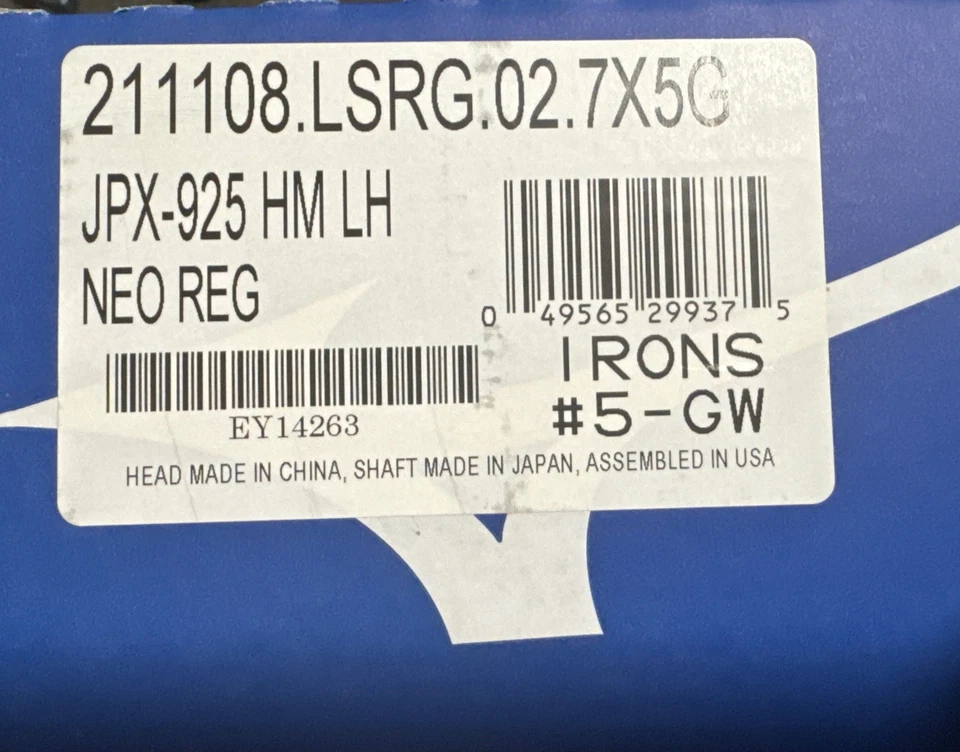 211108.LSRG.02.7X5G
JPX-925 HM LH
NEO REG
0 49565 29937 5
IRONS
#5-GW
EY14263
HEAD MADE IN CHINA, SHAFT MADE IN JAPAN, ASSEMBLED IN USA